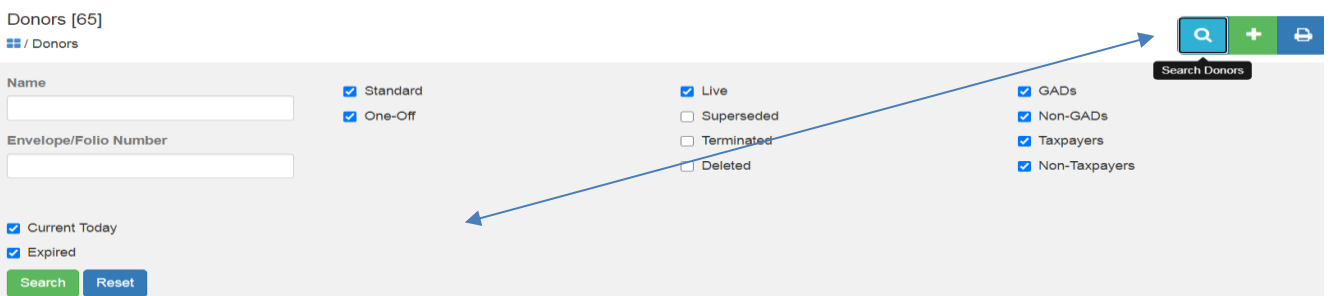 Donors [65]
/ Donors
Search Donors
Name
Envelope/Folio Number
Standard
One-Off
Live
Superseded
Terminated
Deleted
GADs
Non-GADs
Taxpayers
Non-Taxpayers
Current Today
Expired
Search Reset